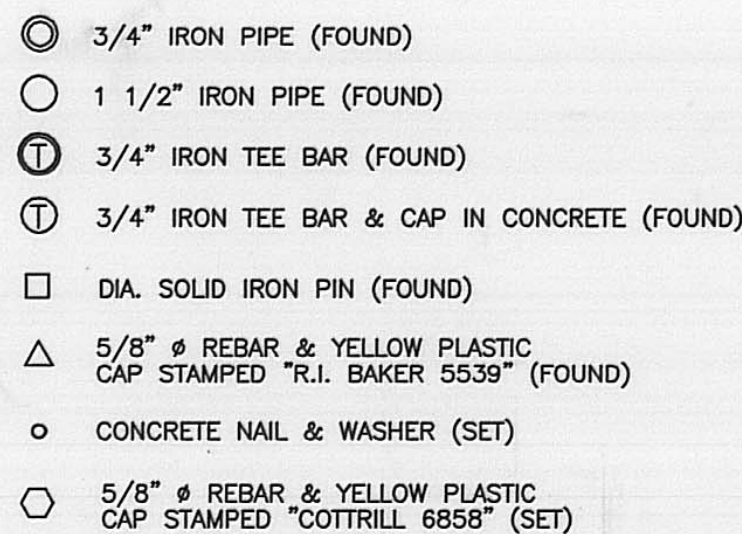 3/4" IRON PIPE (FOUND)
1 1/2" IRON PIPE (FOUND)
T 3/4" IRON TEE BAR (FOUND)
T 3/4" IRON TEE BAR & CAP IN CONCRETE (FOUND)
DIA. SOLID IRON PIN (FOUND)
5/8" ø REBAR & YELLOW PLASTIC
CAP STAMPED "R.I. BAKER 5539" (FOUND)
CONCRETE NAIL & WASHER (SET)
5/8" ø REBAR & YELLOW PLASTIC
CAP STAMPED "COTTRILL 6858" (SET)